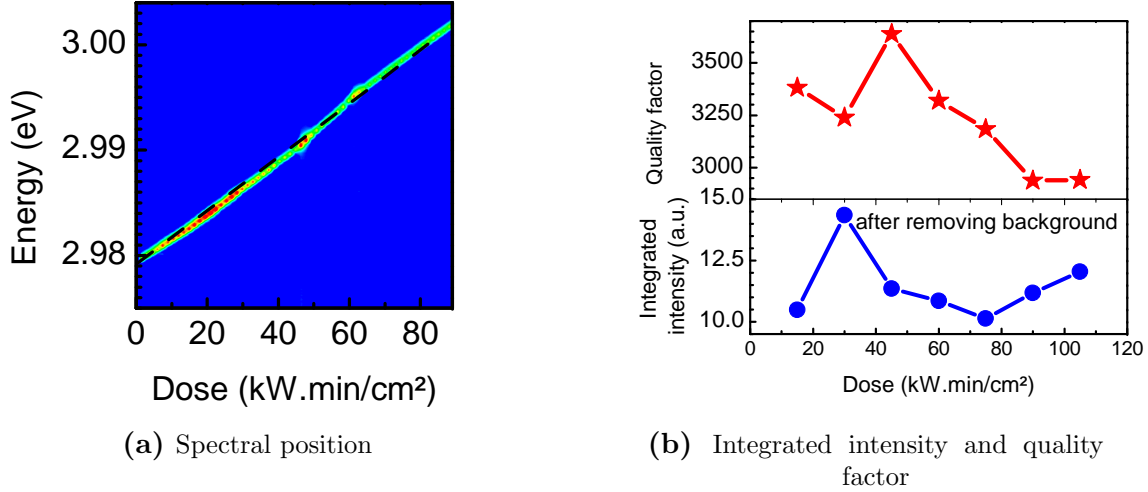 3.00
2.99
2.98
Energy (eV)
0 20 40 60 80
Dose (kW.min/cm²)
(a) Spectral position
3500
3250
3000
Quality factor
15.0
12.5
10.0
Integrated
intensity (a.u.)
after removing background
0 20 40 60 80 100 120
Dose (kW.min/cm²)
(b) Integrated intensity and quality
factor